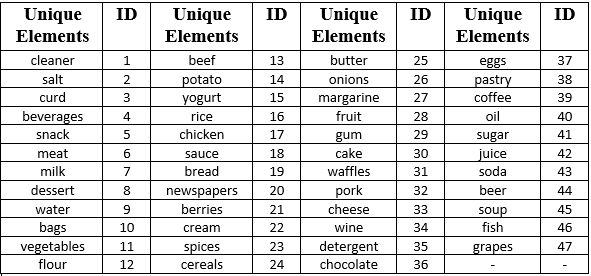 Unique Elements ID Unique Elements ID Unique Elements ID Unique Elements ID
cleaner 1 beef 13 butter 25 eggs 37
salt 2 potato 14 onions 26 pastry 38
curd 3 yogurt 15 margarine 27 coffee 39
beverages 4 rice 16 fruit 28 oil 40
snack 5 chicken 17 gum 29 sugar 41
meat 6 sauce 18 cake 30 juice 42
milk 7 bread 19 waffles 31 soda 43
dessert 8 newspapers 20 pork 32 beer 44
water 9 berries 21 cheese 33 soup 45
bags 10 cream 22 wine 34 fish 46
vegetables 11 spices 23 detergent 35 grapes 47
flour 12 cereals 24 chocolate 36 - -